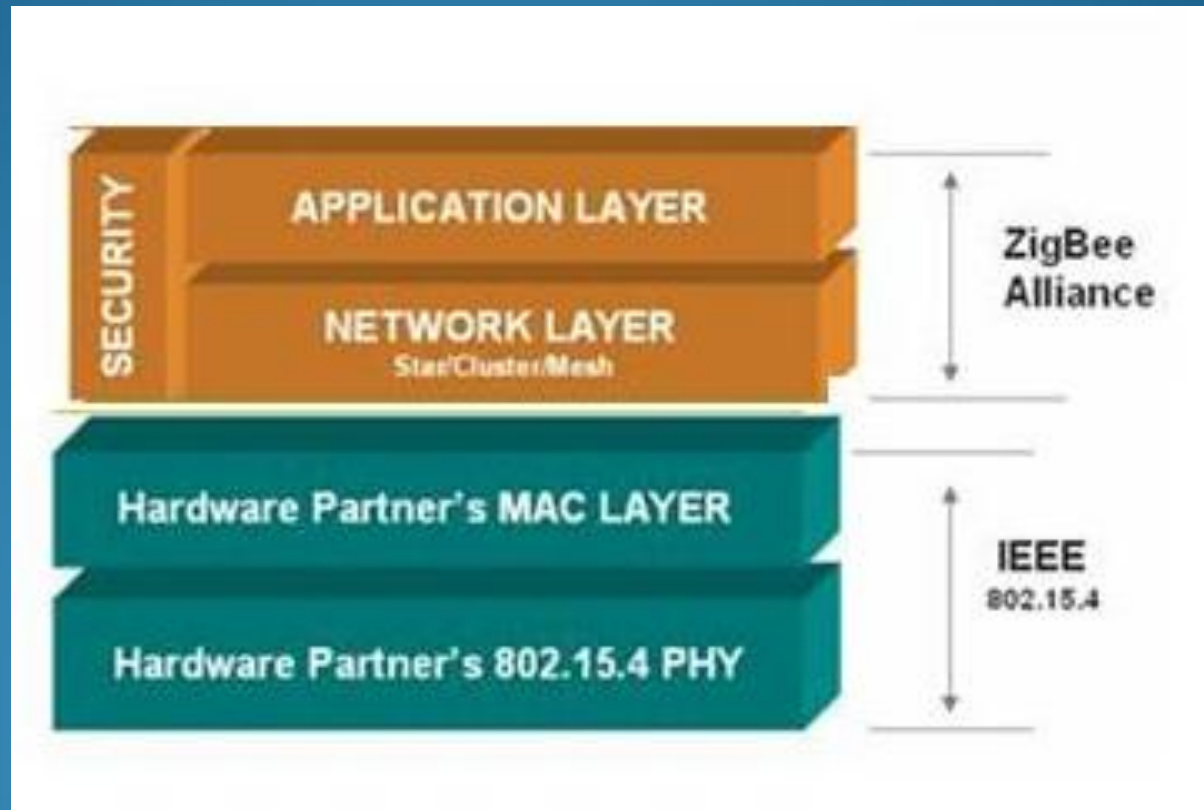 SECURITY
APPLICATION LAYER
NETWORK LAYER
Star/Cluster/Mesh
ZigBee
Alliance
Hardware Partner's MAC LAYER
Hardware Partner's 802.15.4 PHY
IEEE
802.15.4